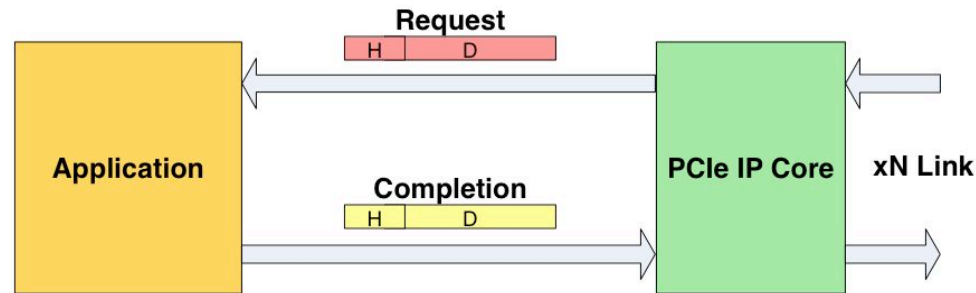 Request
H D
Application
PCIe IP Core
xN Link
Completion
H D